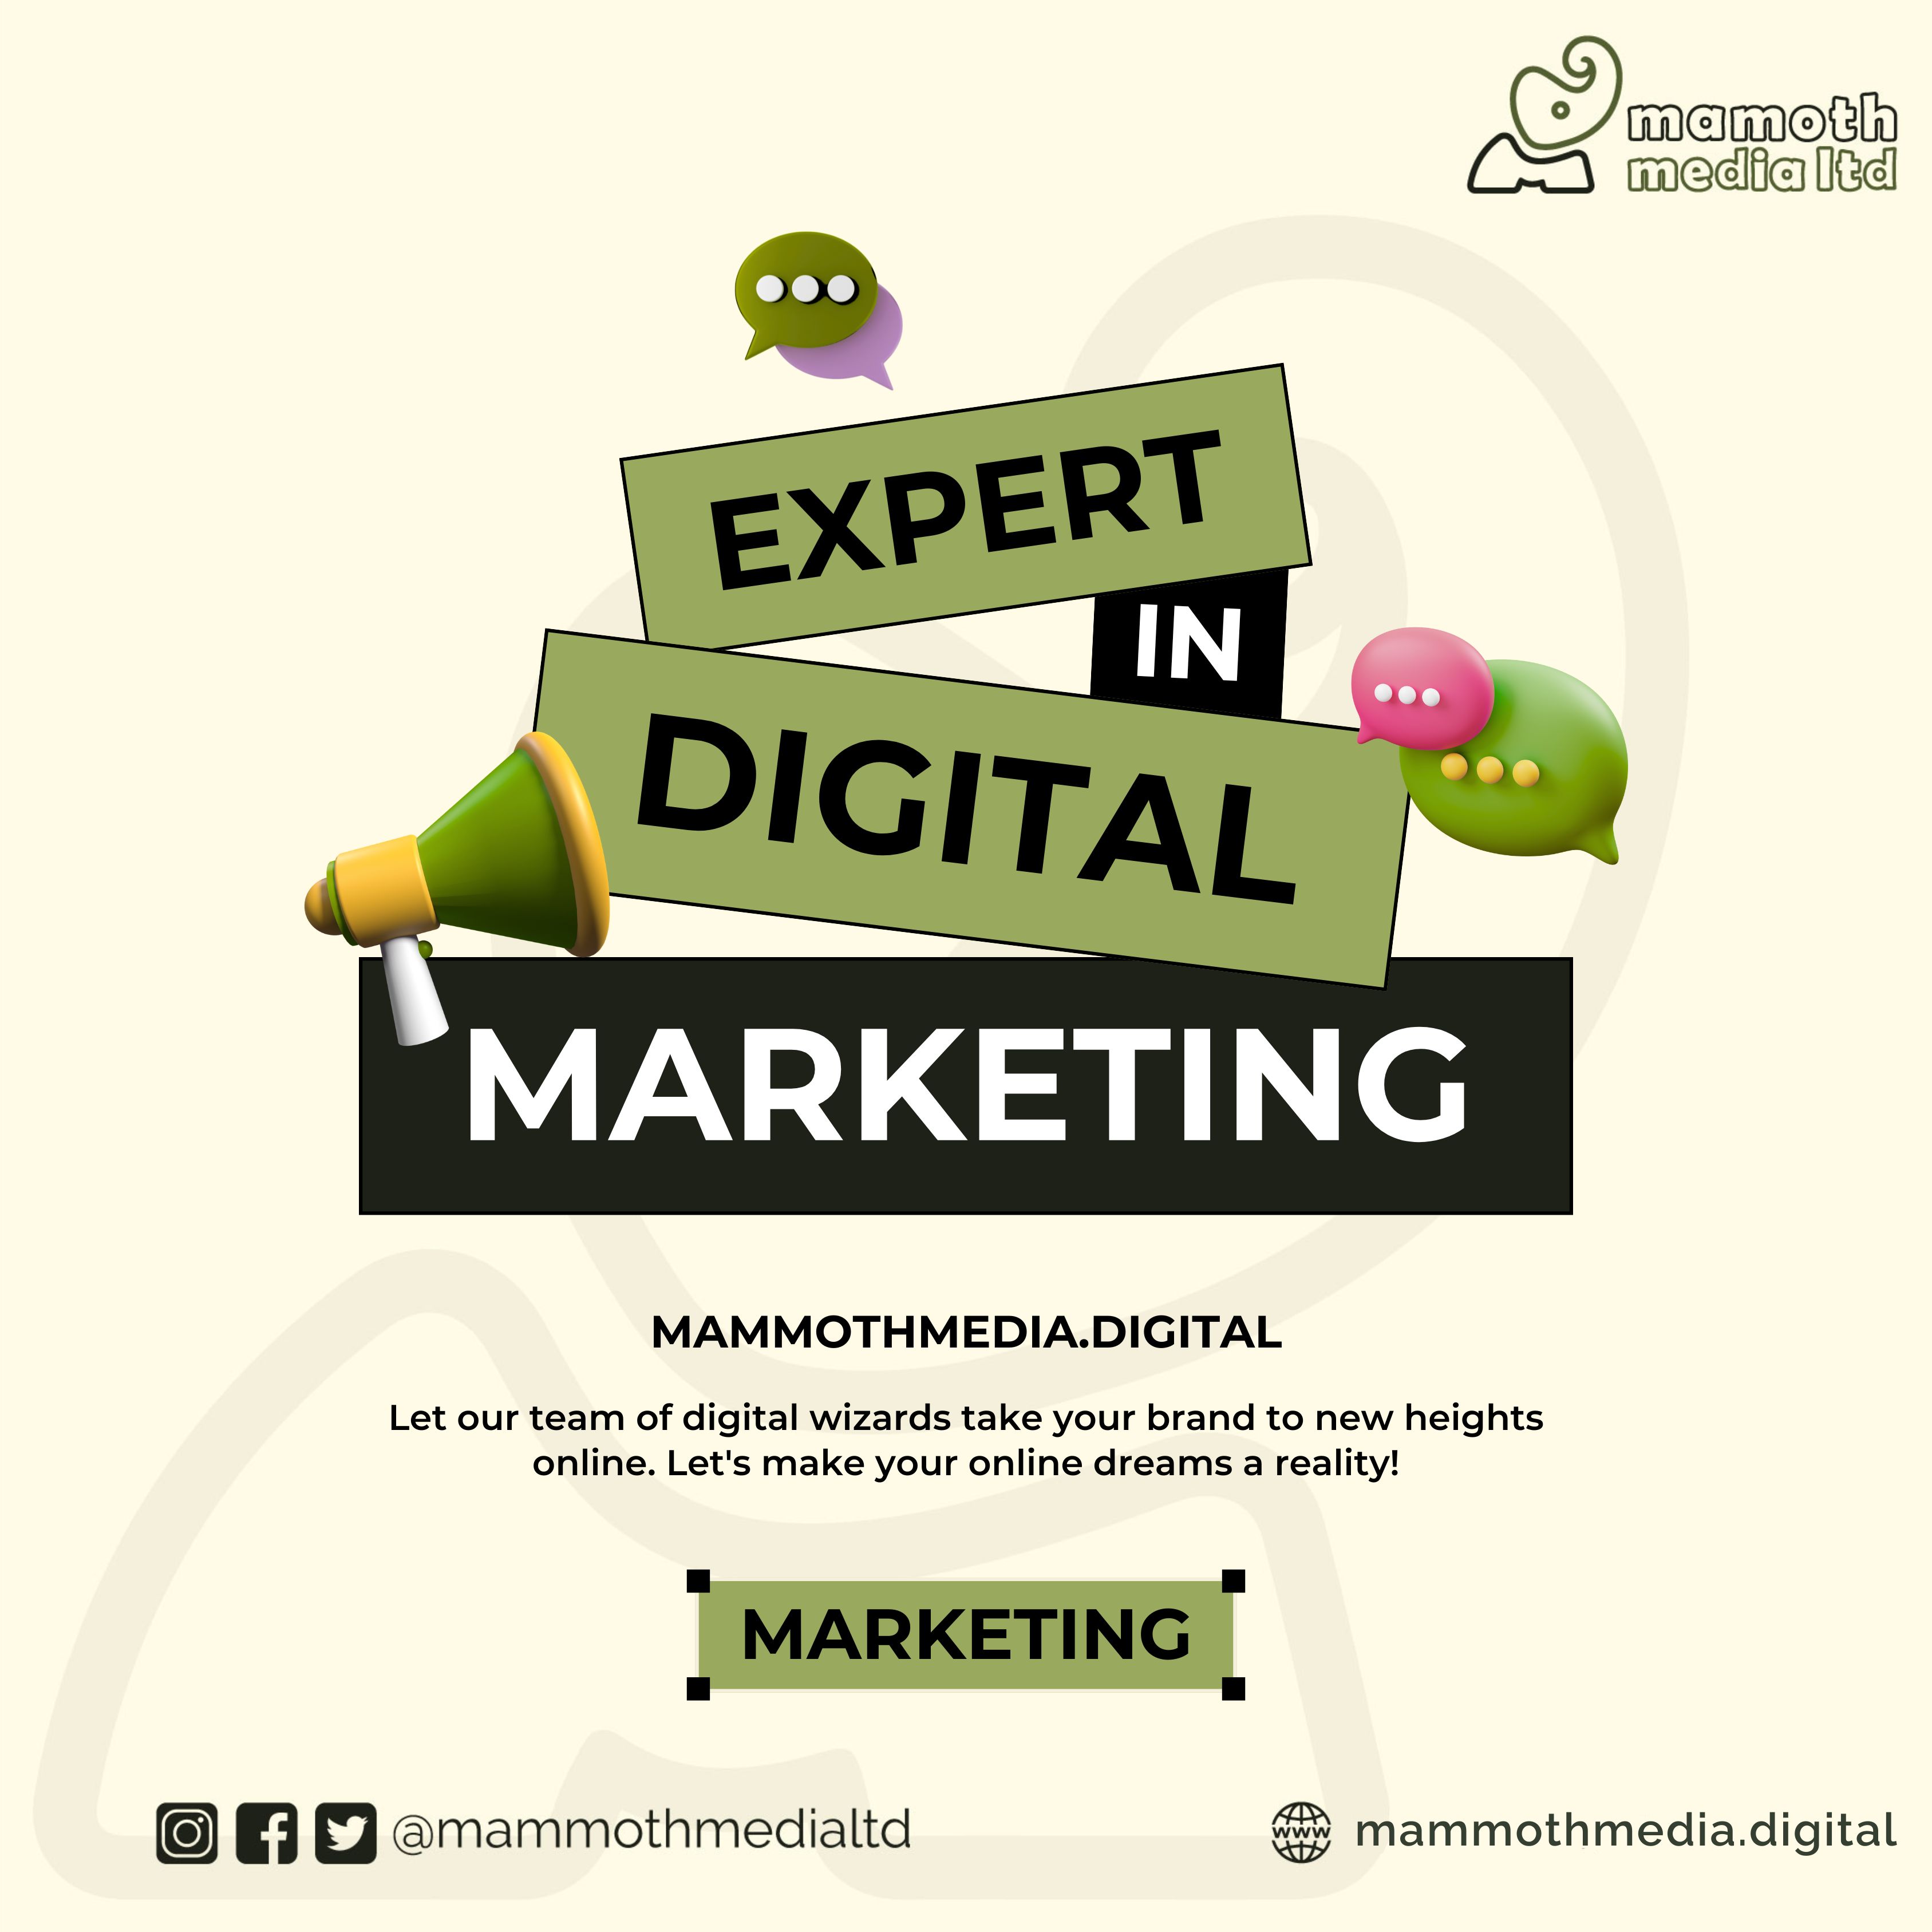 mamoth
media ltd
EXPERT
IN
DIGITAL
MARKETING
MAMMOTHMEDIA.DIGITAL
Let our team of digital wizards take your brand to new heights
online. Let's make your online dreams a reality!
MARKETING
@mammothmedialtd
www mammothmedia.digital